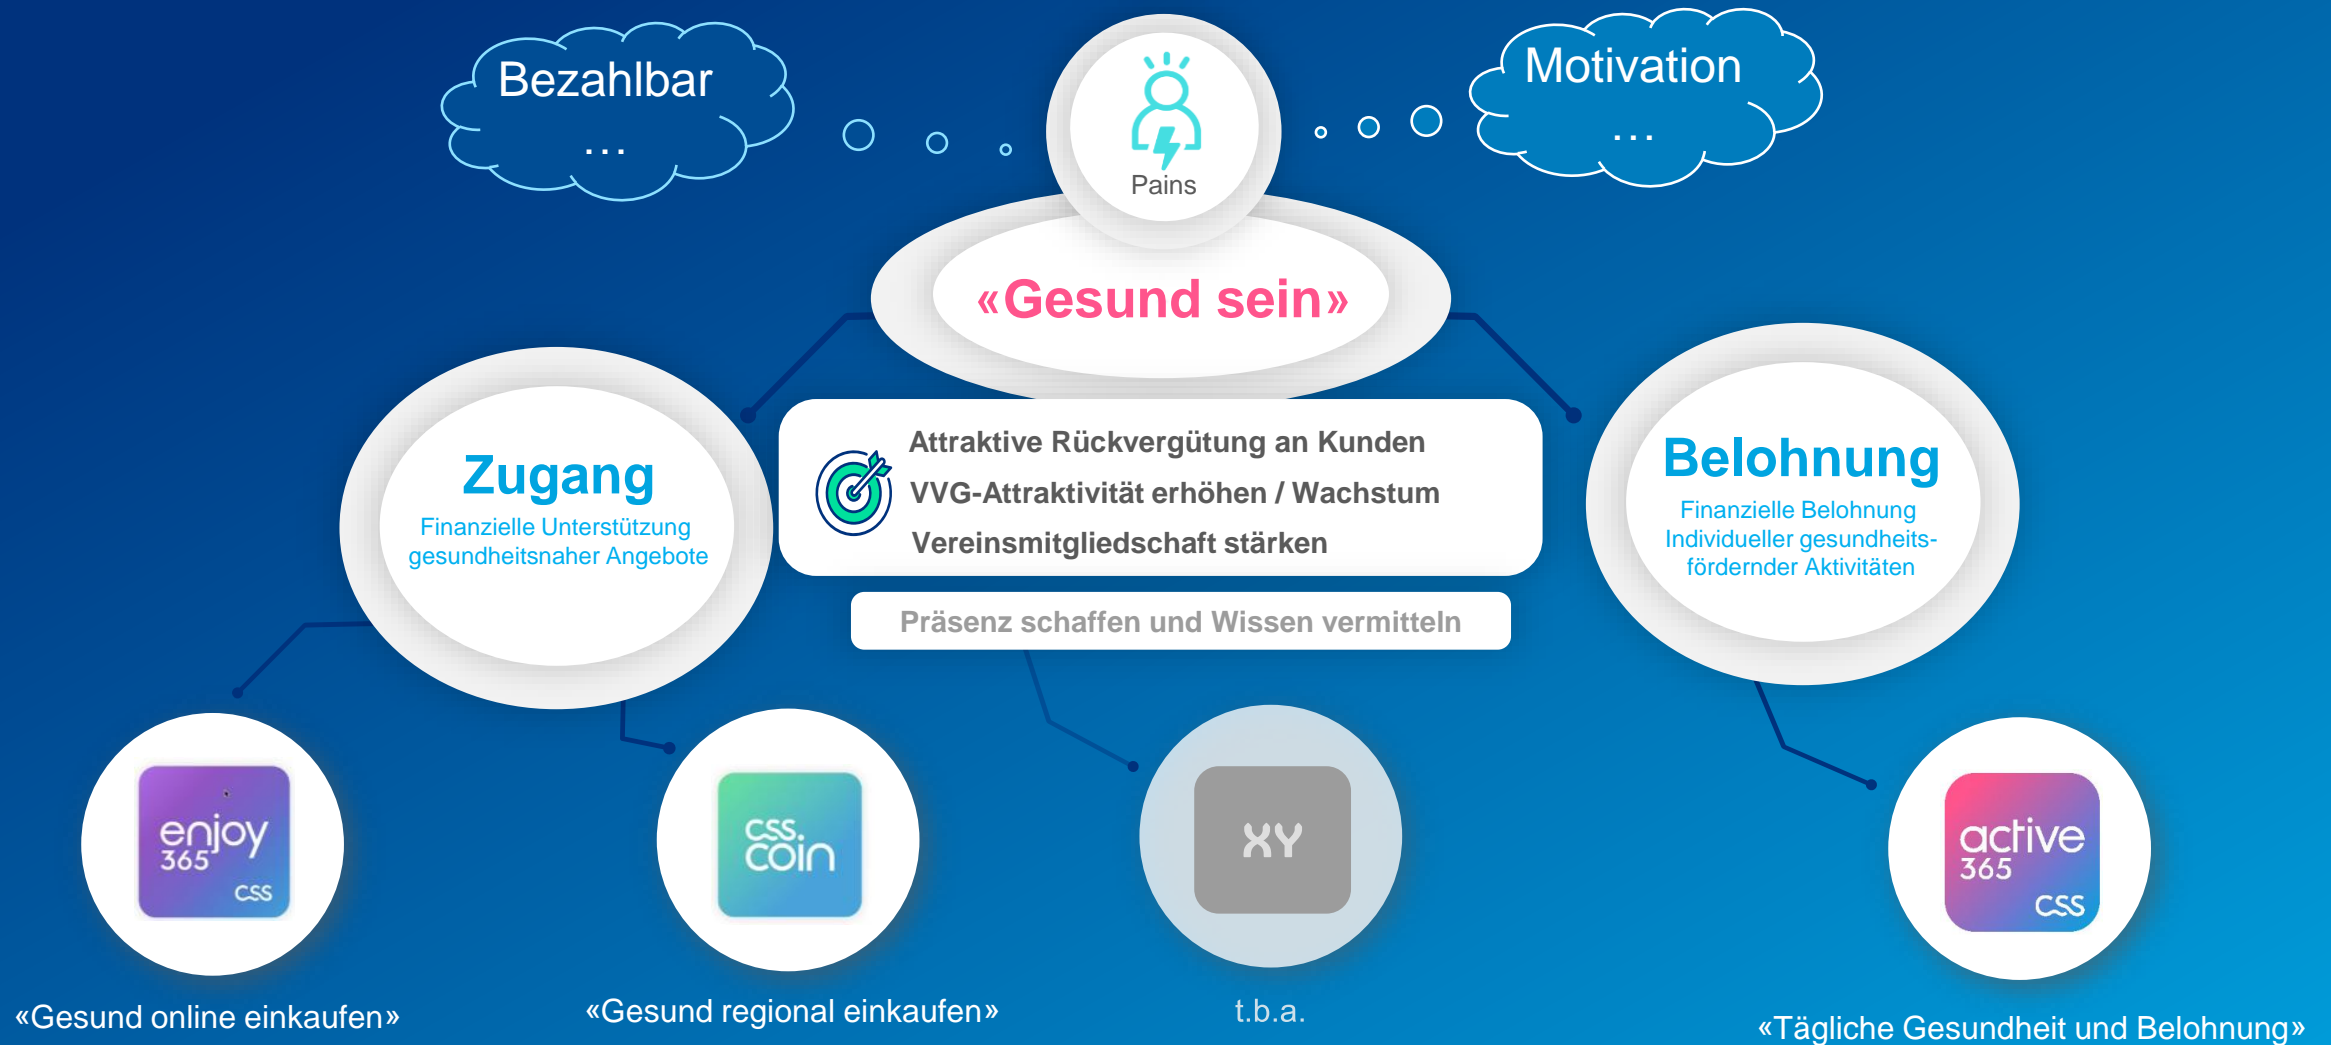 Bezahlbar
...
Motivation
...
Pains
«Gesund sein»
Zugang
Finanzielle Unterstützung
gesundheitsnaher Angebote
Attraktive Rückvergütung an Kunden
VVG-Attraktivität erhöhen / Wachstum
Vereinsmitgliedschaft stärken
Präsenz schaffen und Wissen vermitteln
Belohnung
Finanzielle Belohnung
Individueller gesundheits-
fördernder Aktivitäten
enjoy
365
css
css.
coin
XY
active
365
css
«Gesund online einkaufen»
«Gesund regional einkaufen»
t.b.a.
«Tägliche Gesundheit und Belohnung»